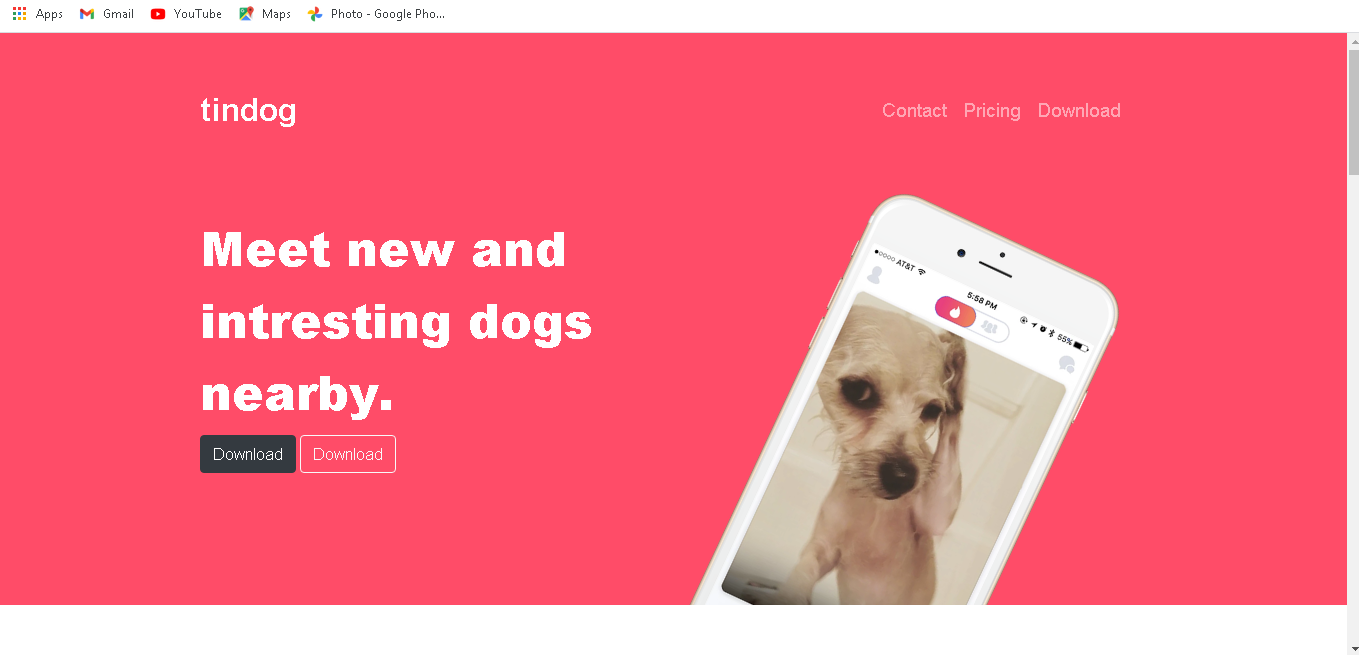 Apps Gmail YouTube Maps Photo - Google Pho...
tindog Contact Pricing Download
Meet new and
intresting dogs
nearby.
Download Download
AT&T
5:58 PM
55%